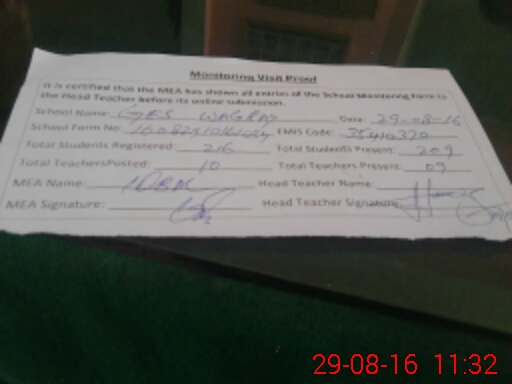 Monitoring Visit Proof
It is certified that the MEA has shown all entries of the School Monitoring Form to
the Head Teacher before its online submission.
School Name: GES WAGRAY Date: 29-08-16
School Form No: EMIS Code: 35410320
Total Students Registered: 216 Total Students Present: 209
Total TeachersPosted: 10 Total Teachers Present: 09
MEA Name: Head Teacher Name:
MEA Signature: Head Teacher Signature
29-08-16 11:32